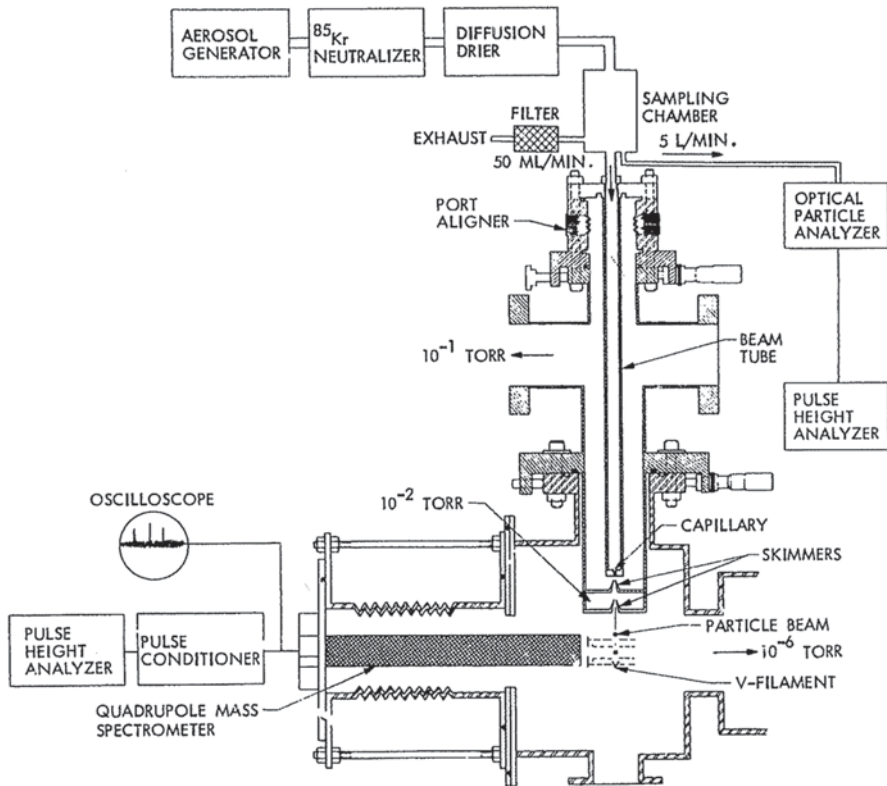 AEROSOL
GENERATOR
85Kr
NEUTRALIZER
DIFFUSION
DRIER
SAMPLING
CHAMBER
FILTER
EXHAUST
50 ML/MIN.
5 L/MIN.
PORT
ALIGNER
OPTICAL
PARTICLE
ANALYZER
10-1 TORR
BEAM
TUBE
PULSE
HEIGHT
ANALYZER
OSCILLOSCOPE
10-2 TORR
CAPILLARY
SKIMMERS
PULSE
HEIGHT
ANALYZER
PULSE
CONDITIONER
PARTICLE BEAM
10-6 TORR
V-FILAMENT
QUADRUPOLE MASS
SPECTROMETER